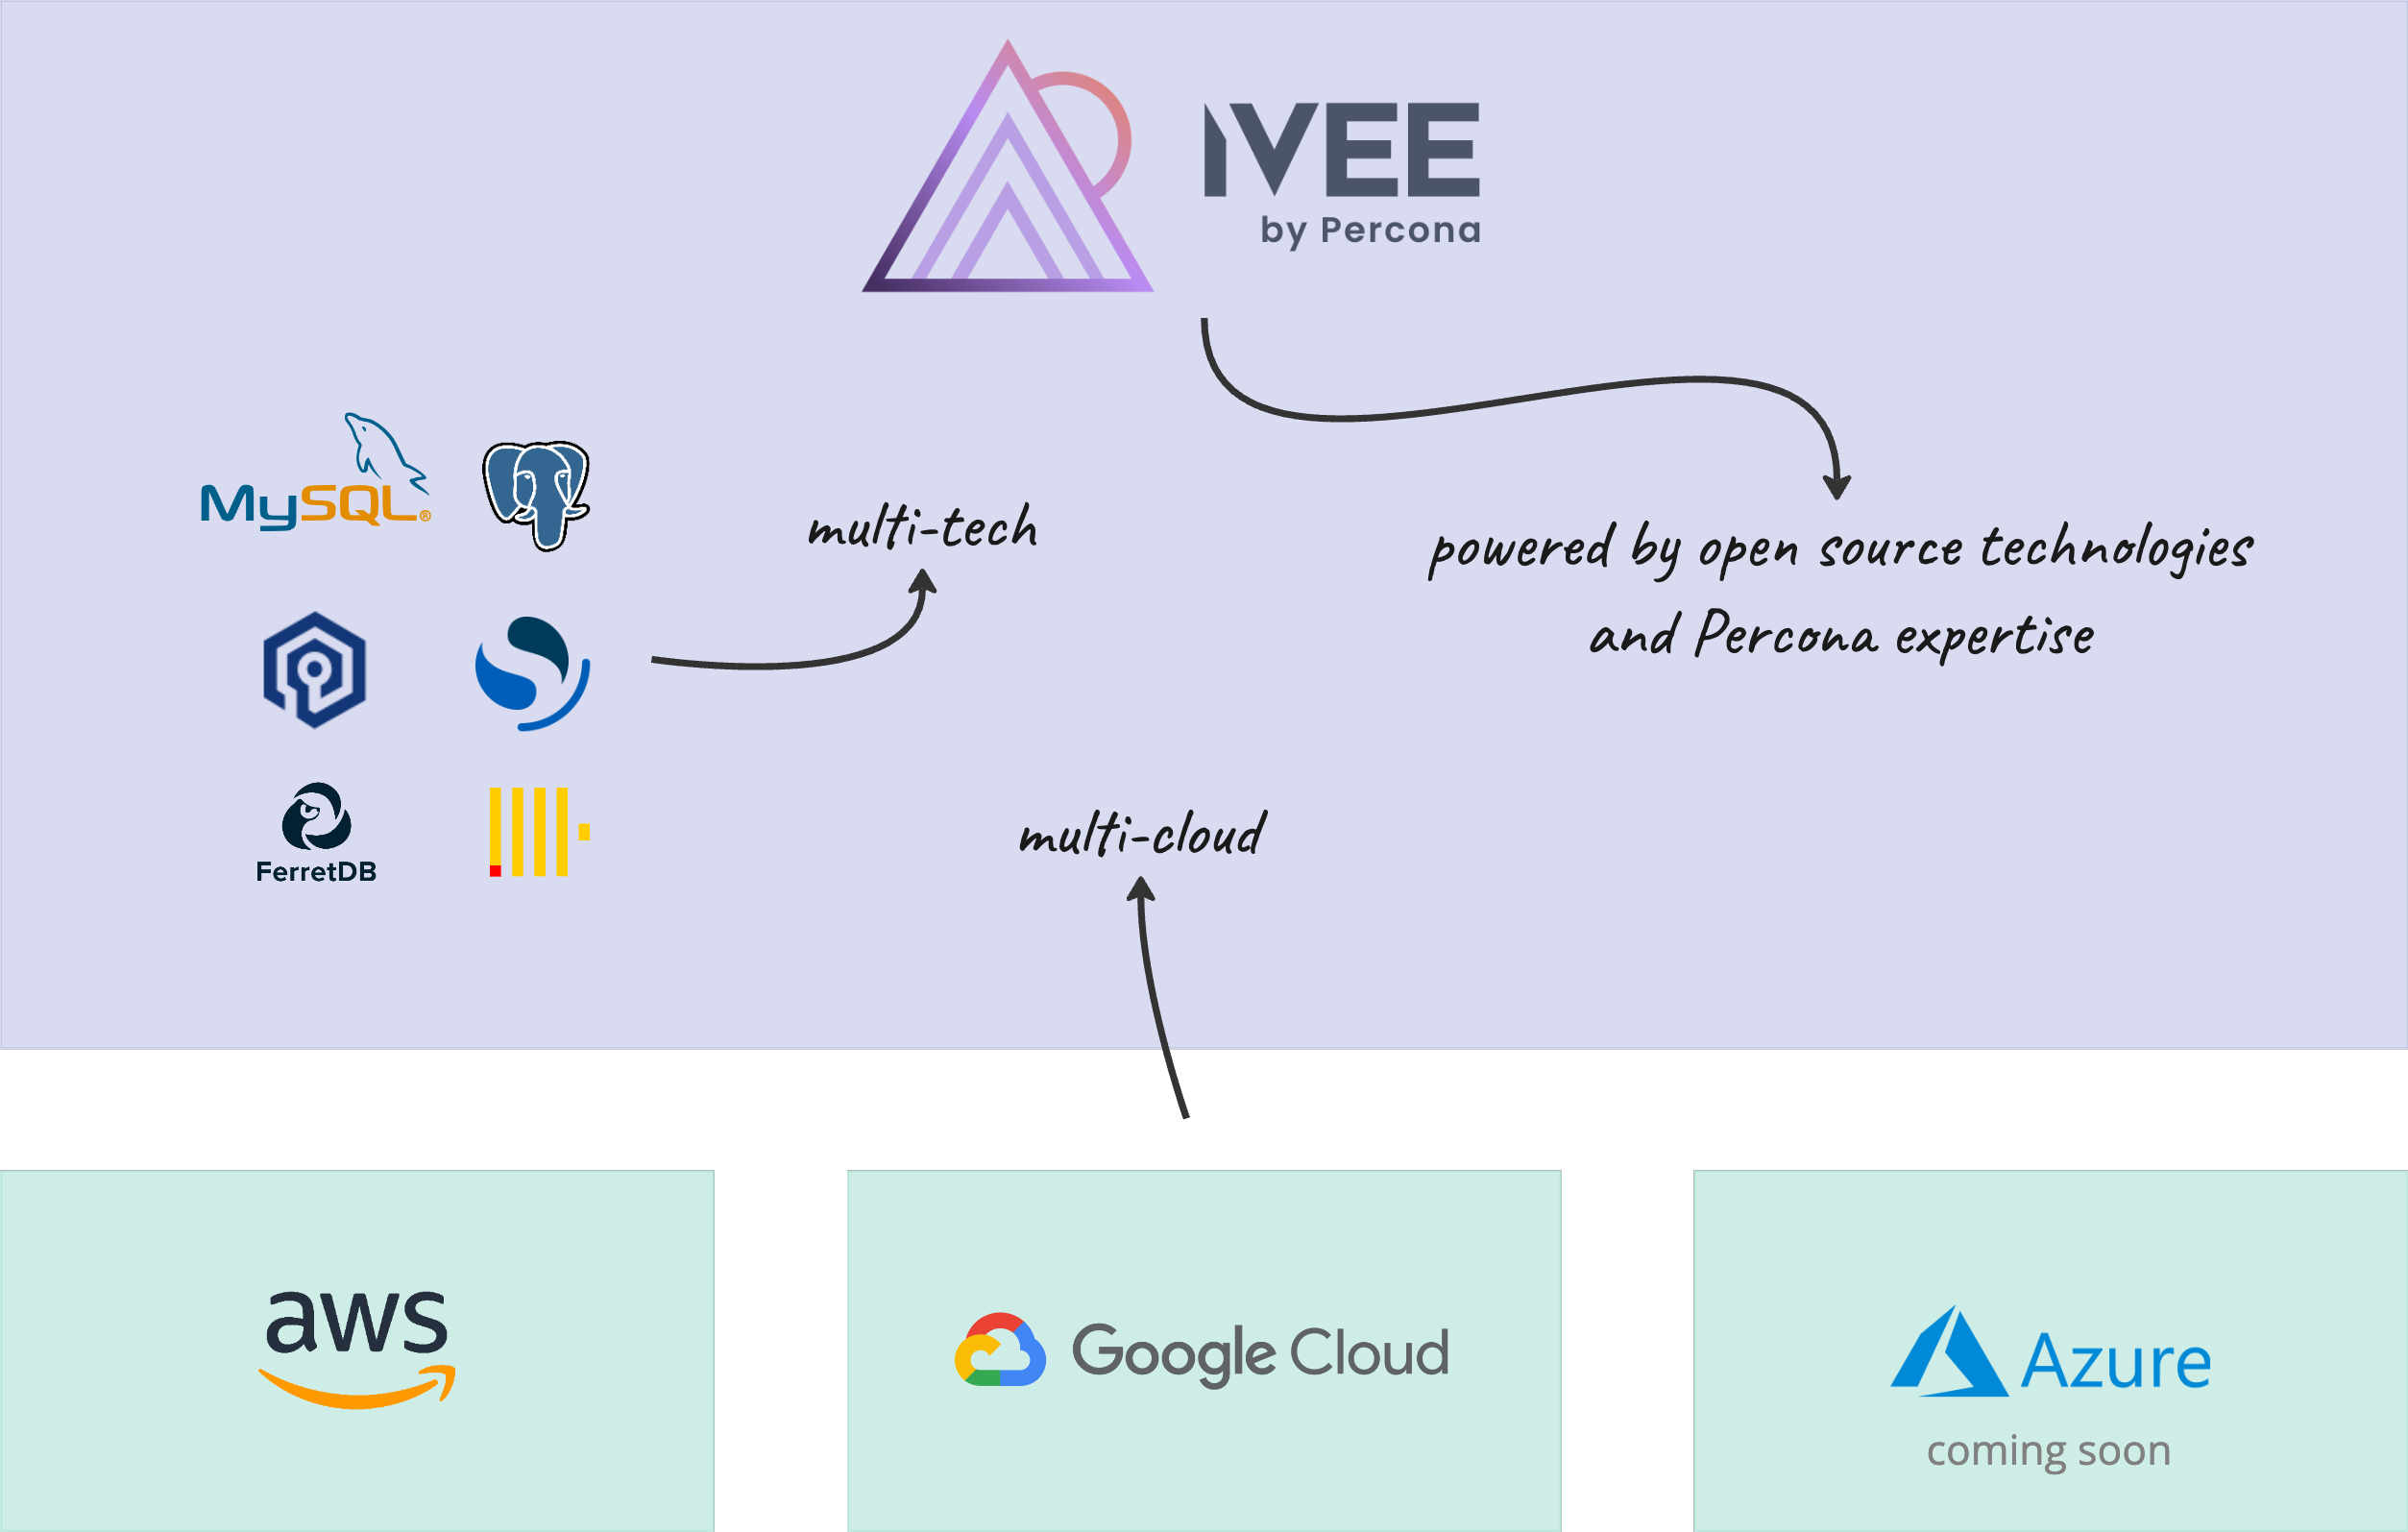 IVEE
by Percona
MySQL®
multi-tech
powered by open source technologies
and Percona expertise
FerretDB
multi-cloud
aws
Google Cloud
Azure
coming soon